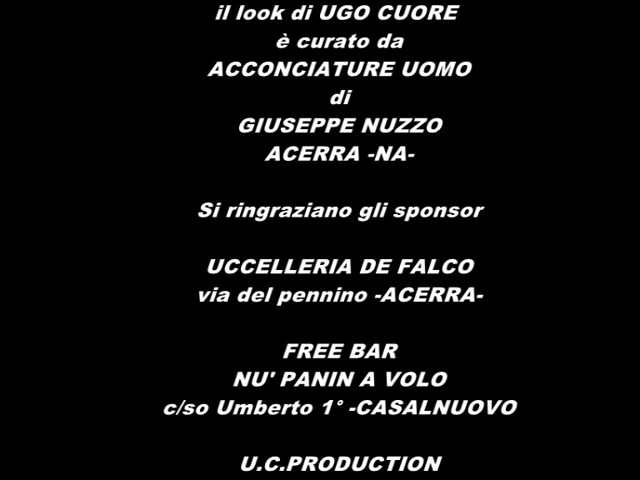 il look di UGO CUORE
è curato da
ACCONCIATURE UOMO
di
GIUSEPPE NUZZO
ACERRA -NA-
Si ringraziano gli sponsor
UCCELLERIA DE FALCO
via del pennino -ACERRA-
FREE BAR
NU' PANIN A VOLO
c/so Umberto 1° -CASALNUOVO
U.C.PRODUCTION